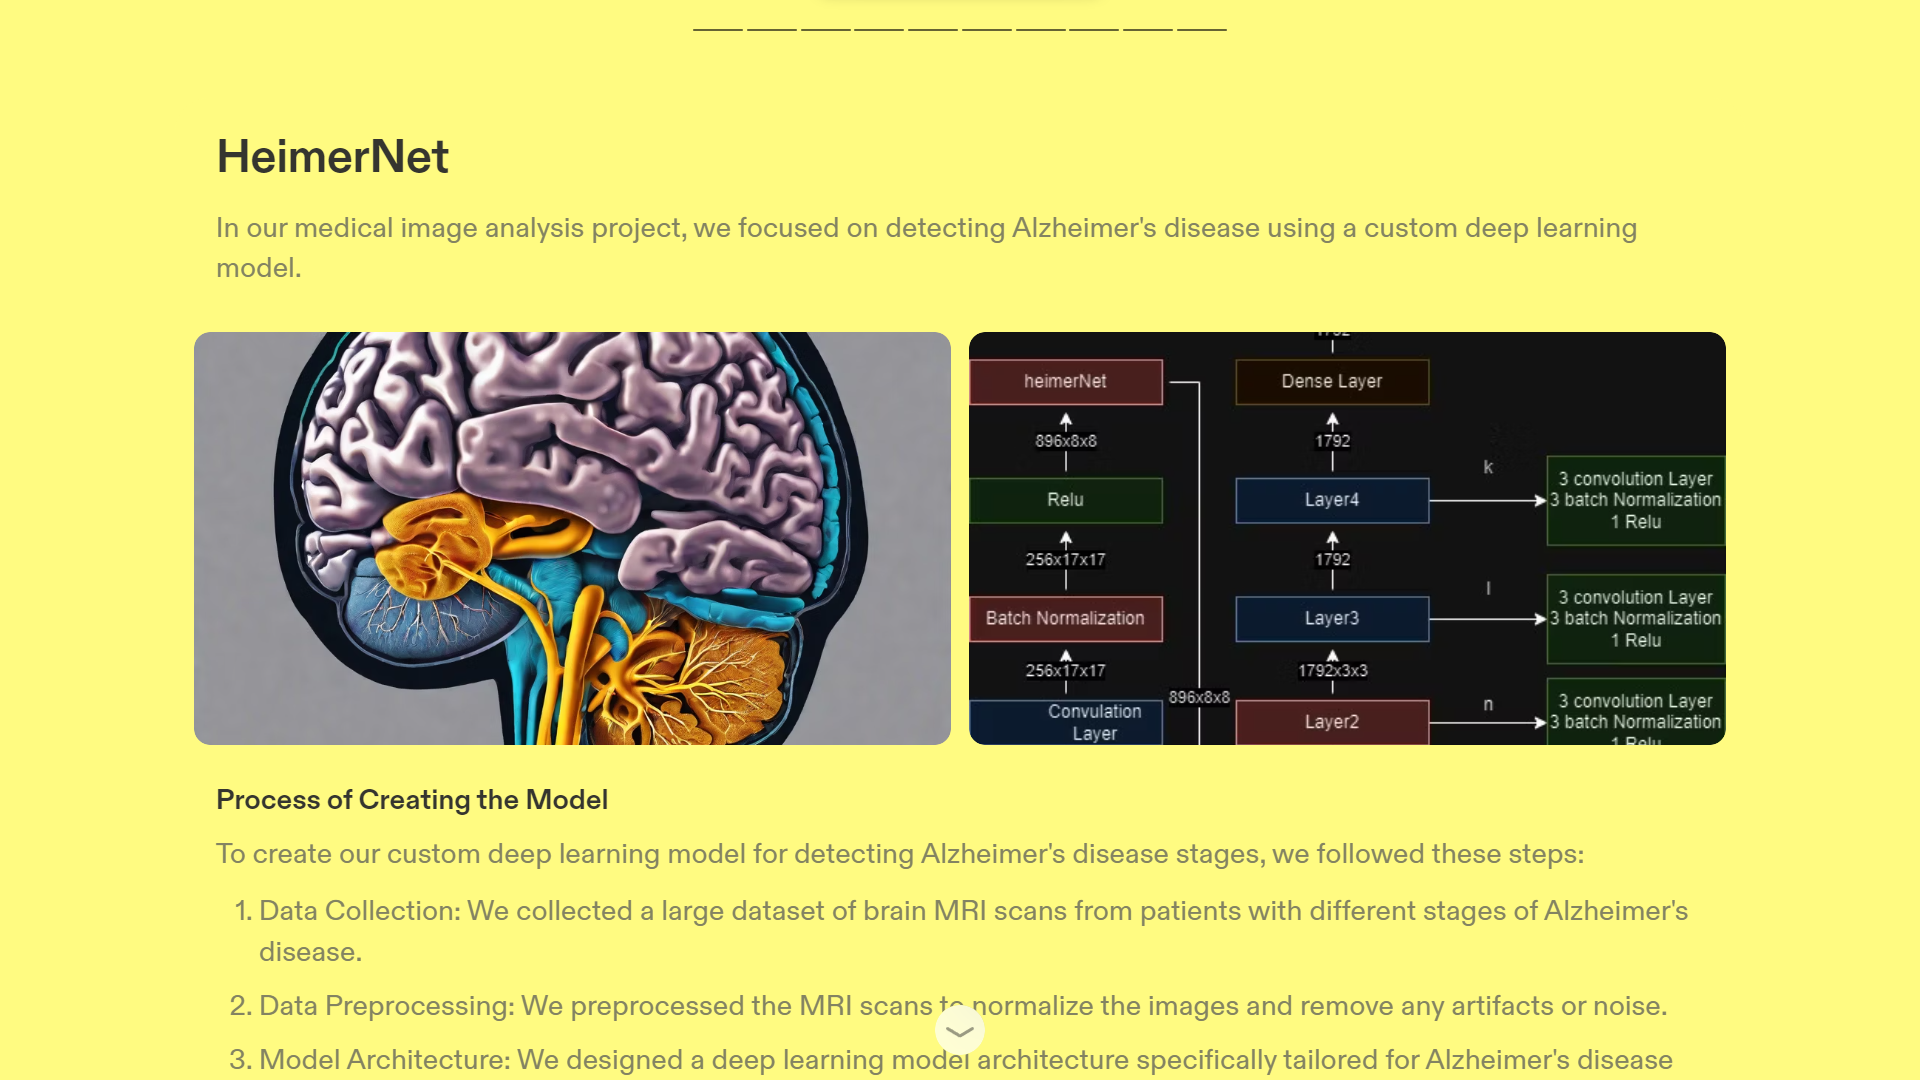 HeimerNet
In our medical image analysis project, we focused on detecting Alzheimer's disease using a custom deep learning
model.
heimerNet
896x8x8
Relu
256x17x17
Batch Normalization
256x17x17
Convulation
Layer
896x8x8
1792
Dense Layer
1792
Layer4
1792
Layer3
1792x3x3
Layer2
k
3 convolution Layer
3 batch Normalization
1 Relu
l
3 convolution Layer
3 batch Normalization
1 Relu
n
3 convolution Layer
3 batch Normalization
1 Relu
Process of Creating the Model
To create our custom deep learning model for detecting Alzheimer's disease stages, we followed these steps:
1. Data Collection: We collected a large dataset of brain MRI scans from patients with different stages of Alzheimer's
disease.
2. Data Preprocessing: We preprocessed the MRI scans to normalize the images and remove any artifacts or noise.
3. Model Architecture: We designed a deep learning model architecture specifically tailored for Alzheimer's disease